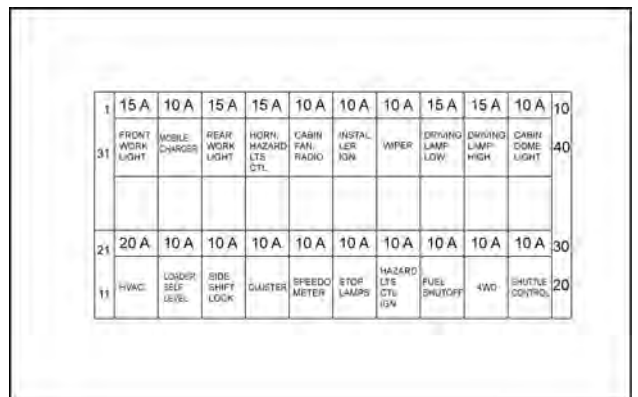 1 15 A 10 A 15 A 15 A 10 A 10 A 10 A 15 A 15 A 10 A 10
31 FRONT WORK LIGHT MOBILE CHARGER REAR WORK LIGHT HORN, HAZARD LTS CTL CABIN FAN, RADIO INSTAL LER IGN WIPER DRIVING LAMP LOW DRIVING LAMP HIGH CABIN DOME LIGHT 40
21 20 A 10 A 10 A 10 A 10 A 10 A 10 A 10 A 10 A 10 A 30
11 HVAC LOADER SELF LEVEL SIDE SHIFT LOCK CLUSTER SPEEDO METER STOP LAMPS HAZARD LTS CTL IGN FUEL SHUTOFF 4WD SHUTTLE CONTROL 20